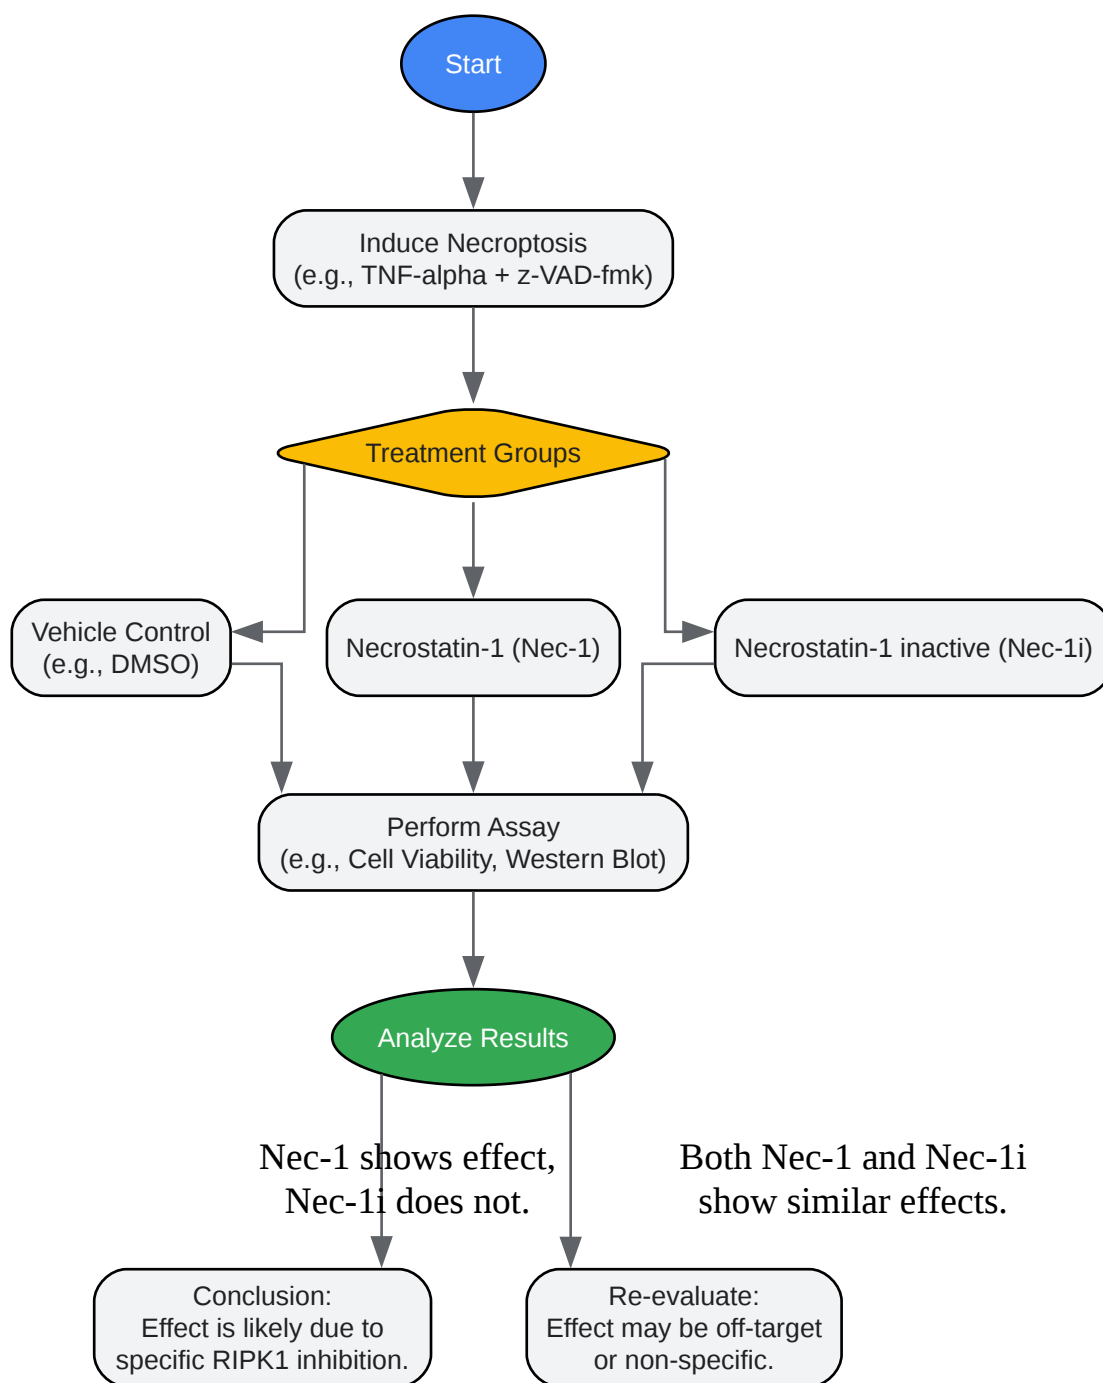 Start
Induce Necroptosis
(e.g., TNF-alpha + z-VAD-fmk)
Treatment Groups
Vehicle Control
(e.g., DMSO)
Necrostatin-1 (Nec-1)
Necrostatin-1 inactive (Nec-1i)
Perform Assay
(e.g., Cell Viability, Western Blot)
Analyze Results
Nec-1 shows effect,
Nec-1i does not.
Both Nec-1 and Nec-1i
show similar effects.
Conclusion:
Effect is likely due to
specific RIPK1 inhibition.
Re-evaluate:
Effect may be off-target
or non-specific.